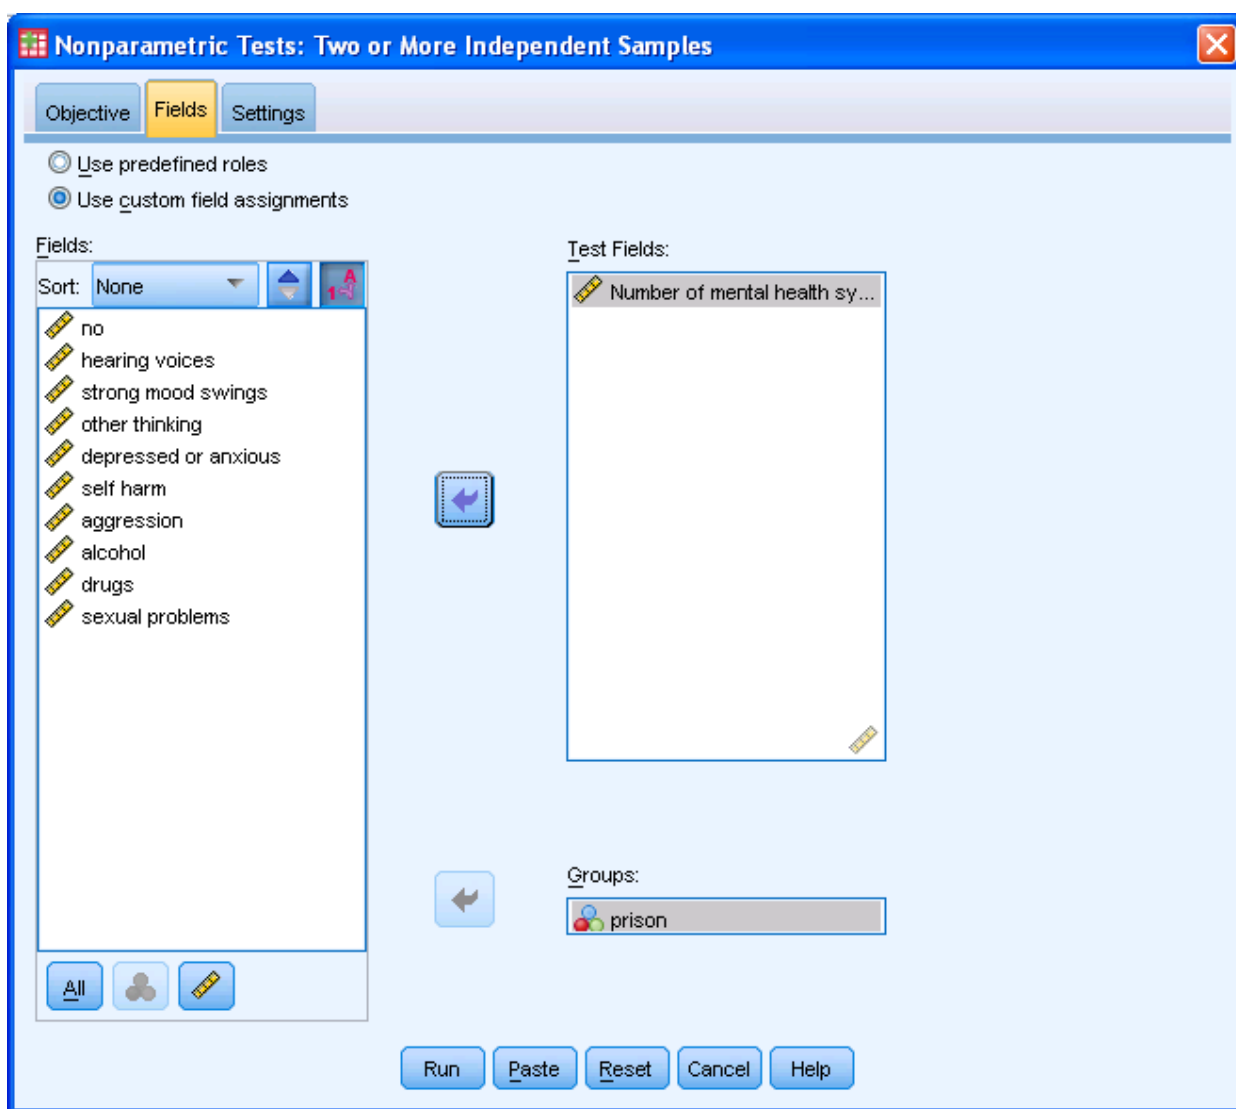 Nonparametric Tests: Two or More Independent Samples
Objective Fields Settings
Use predefined roles
Use custom field assignments
Fields:
Sort: None
no
hearing voices
strong mood swings
other thinking
depressed or anxious
self harm
aggression
alcohol
drugs
sexual problems
All
Test Fields:
Number of mental health sy...
Groups:
prison
Run Paste Reset Cancel Help